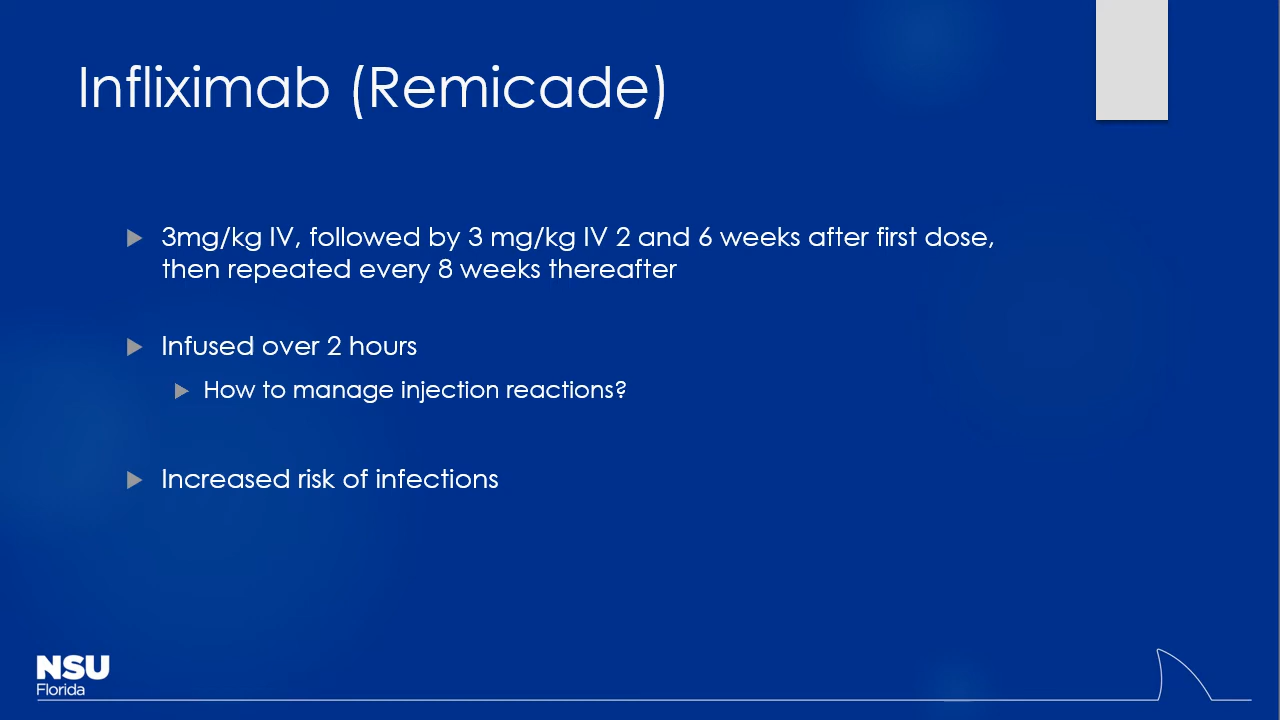 Infliximab (Remicade)
3mg/kg IV, followed by 3 mg/kg IV 2 and 6 weeks after first dose,
then repeated every 8 weeks thereafter
Infused over 2 hours
How to manage injection reactions?
Increased risk of infections
NSU
Florida